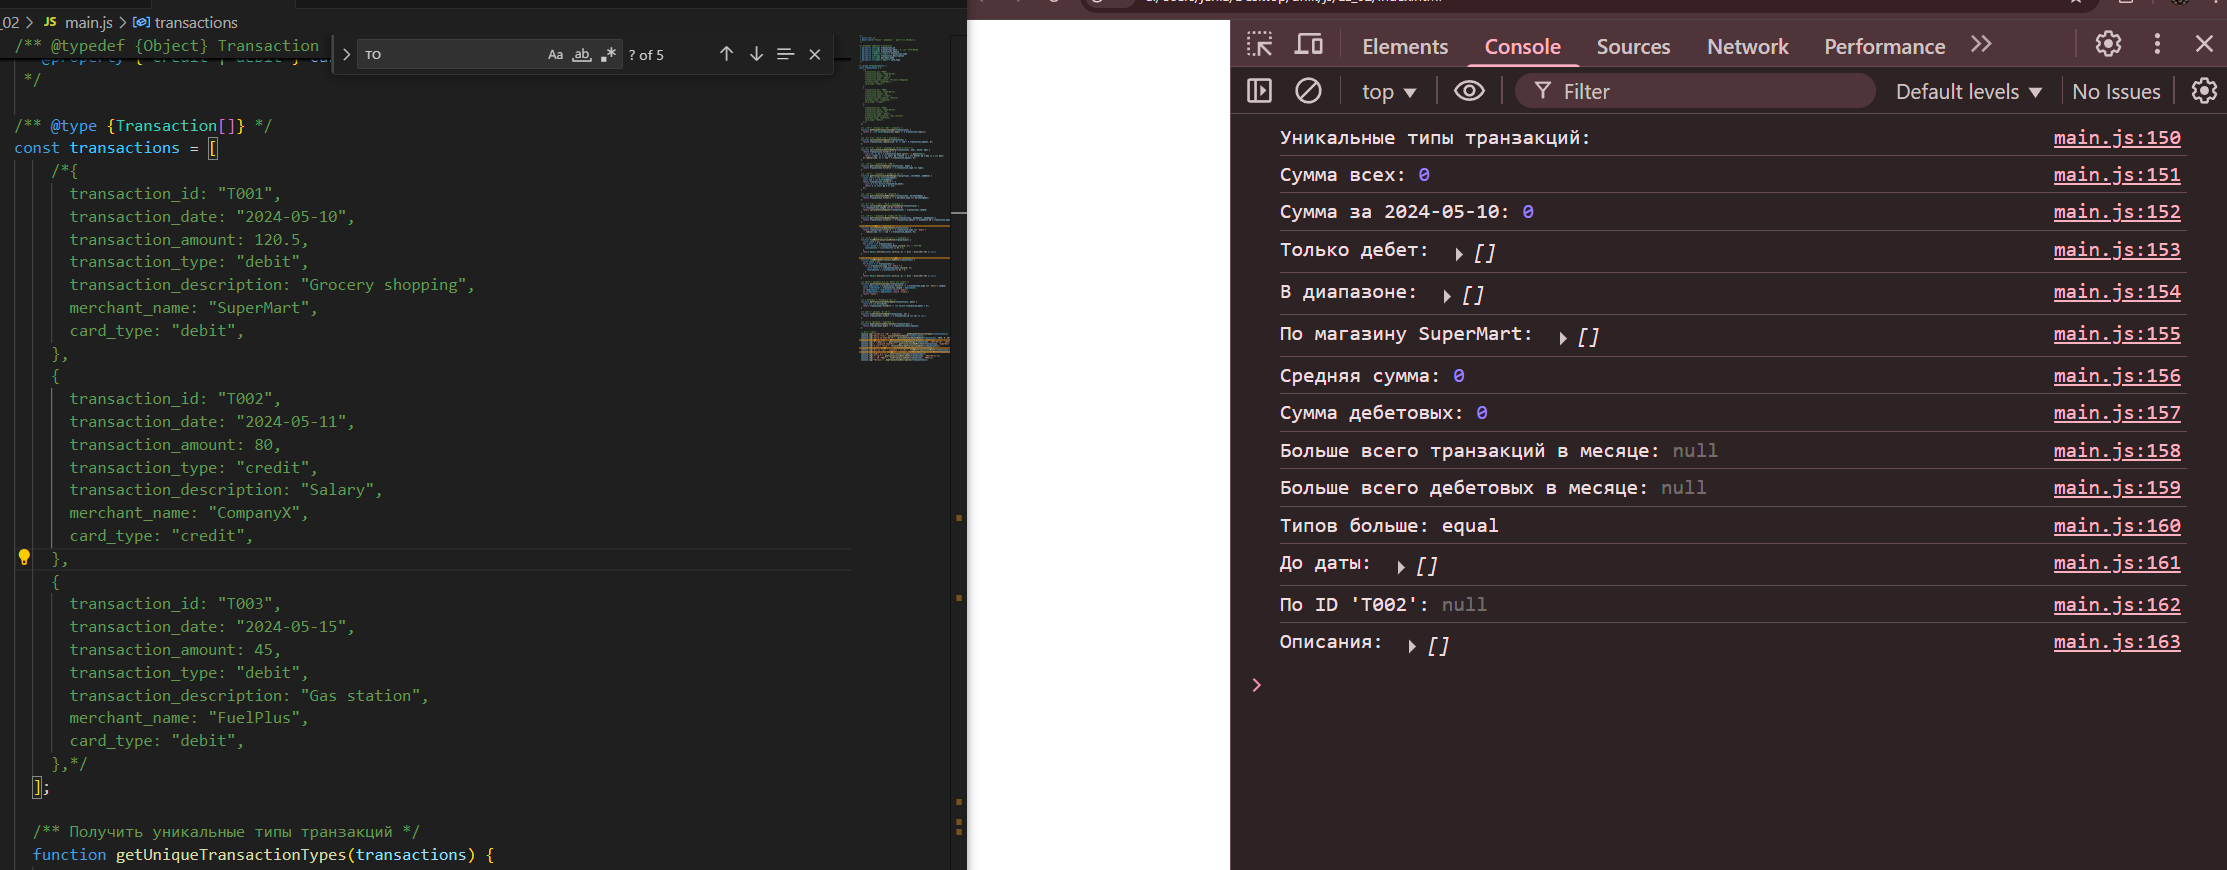 _02 > JS main.js > transactions
/** @typedef {Object} Transaction
*/
TO
Aa ab .* ? of 5
/** @type {Transaction[]} */
const transactions = [
/*{
transaction_id: "T001",
transaction_date: "2024-05-10",
transaction_amount: 120.5,
transaction_type: "debit",
transaction_description: "Grocery shopping",
merchant_name: "SuperMart",
card_type: "debit",
},
{
transaction_id: "T002",
transaction_date: "2024-05-11",
transaction_amount: 80,
transaction_type: "credit",
transaction_description: "Salary",
merchant_name: "CompanyX",
card_type: "credit",
},
{
transaction_id: "T003",
transaction_date: "2024-05-15",
transaction_amount: 45,
transaction_type: "debit",
transaction_description: "Gas station",
merchant_name: "FuelPlus",
card_type: "debit",
},*/
];
/** Получить уникальные типы транзакций */
function getUniqueTransactionTypes(transactions) {
Elements Console Sources Network Performance
top Filter Default levels No Issues
Уникальные типы транзакций: main.js:150
Сумма всех: 0 main.js:151
Сумма за 2024-05-10: 0 main.js:152
Только дебет: [] main.js:153
В диапазоне: [] main.js:154
По магазину SuperMart: [] main.js:155
Средняя сумма: 0 main.js:156
Сумма дебетовых: 0 main.js:157
Больше всего транзакций в месяце: null main.js:158
Больше всего дебетовых в месяце: null main.js:159
Типов больше: equal main.js:160
До даты: [] main.js:161
По ID 'T002': null main.js:162
Описания: [] main.js:163